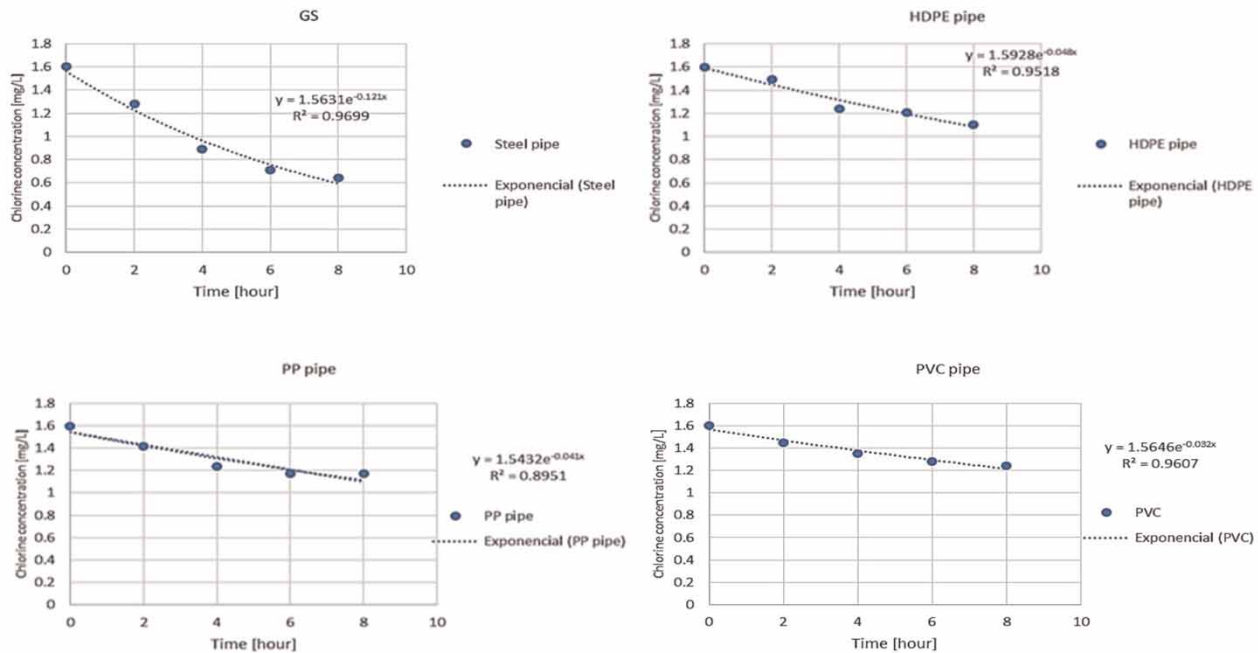 GS
1.8
1.6
1.4
1.2
1
0.8
0.6
0.4
0.2
0
0 2 4 6 8 10
Chlorine concentration [mg/L]
Time [hour]
y = 1.5631e-0.121x
R² = 0.9699
Steel pipe
Exponencial (Steel
pipe)
HDPE pipe
1.8
1.6
1.4
1.2
1
0.8
0.6
0.4
0.2
0
0 2 4 6 8 10
Chlorine concentration [mg/L]
Time [hour]
y = 1.5928e-0.048x
R² = 0.9518
HDPE pipe
Exponencial (HDPE
pipe)
PP pipe
1.8
1.6
1.4
1.2
1
0.8
0.6
0.4
0.2
0
0 2 4 6 8 10
Chlorine concentration [mg/L]
Time [hour]
y = 1.5432e-0.041x
R² = 0.8951
PP pipe
Exponencial (PP pipe)
PVC pipe
1.8
1.6
1.4
1.2
1
0.8
0.6
0.4
0.2
0
0 2 4 6 8 10
Chlorine concentration [mg/L]
Time [hour]
y = 1.5646e-0.032x
R² = 0.9607
PVC
Exponencial (PVC)